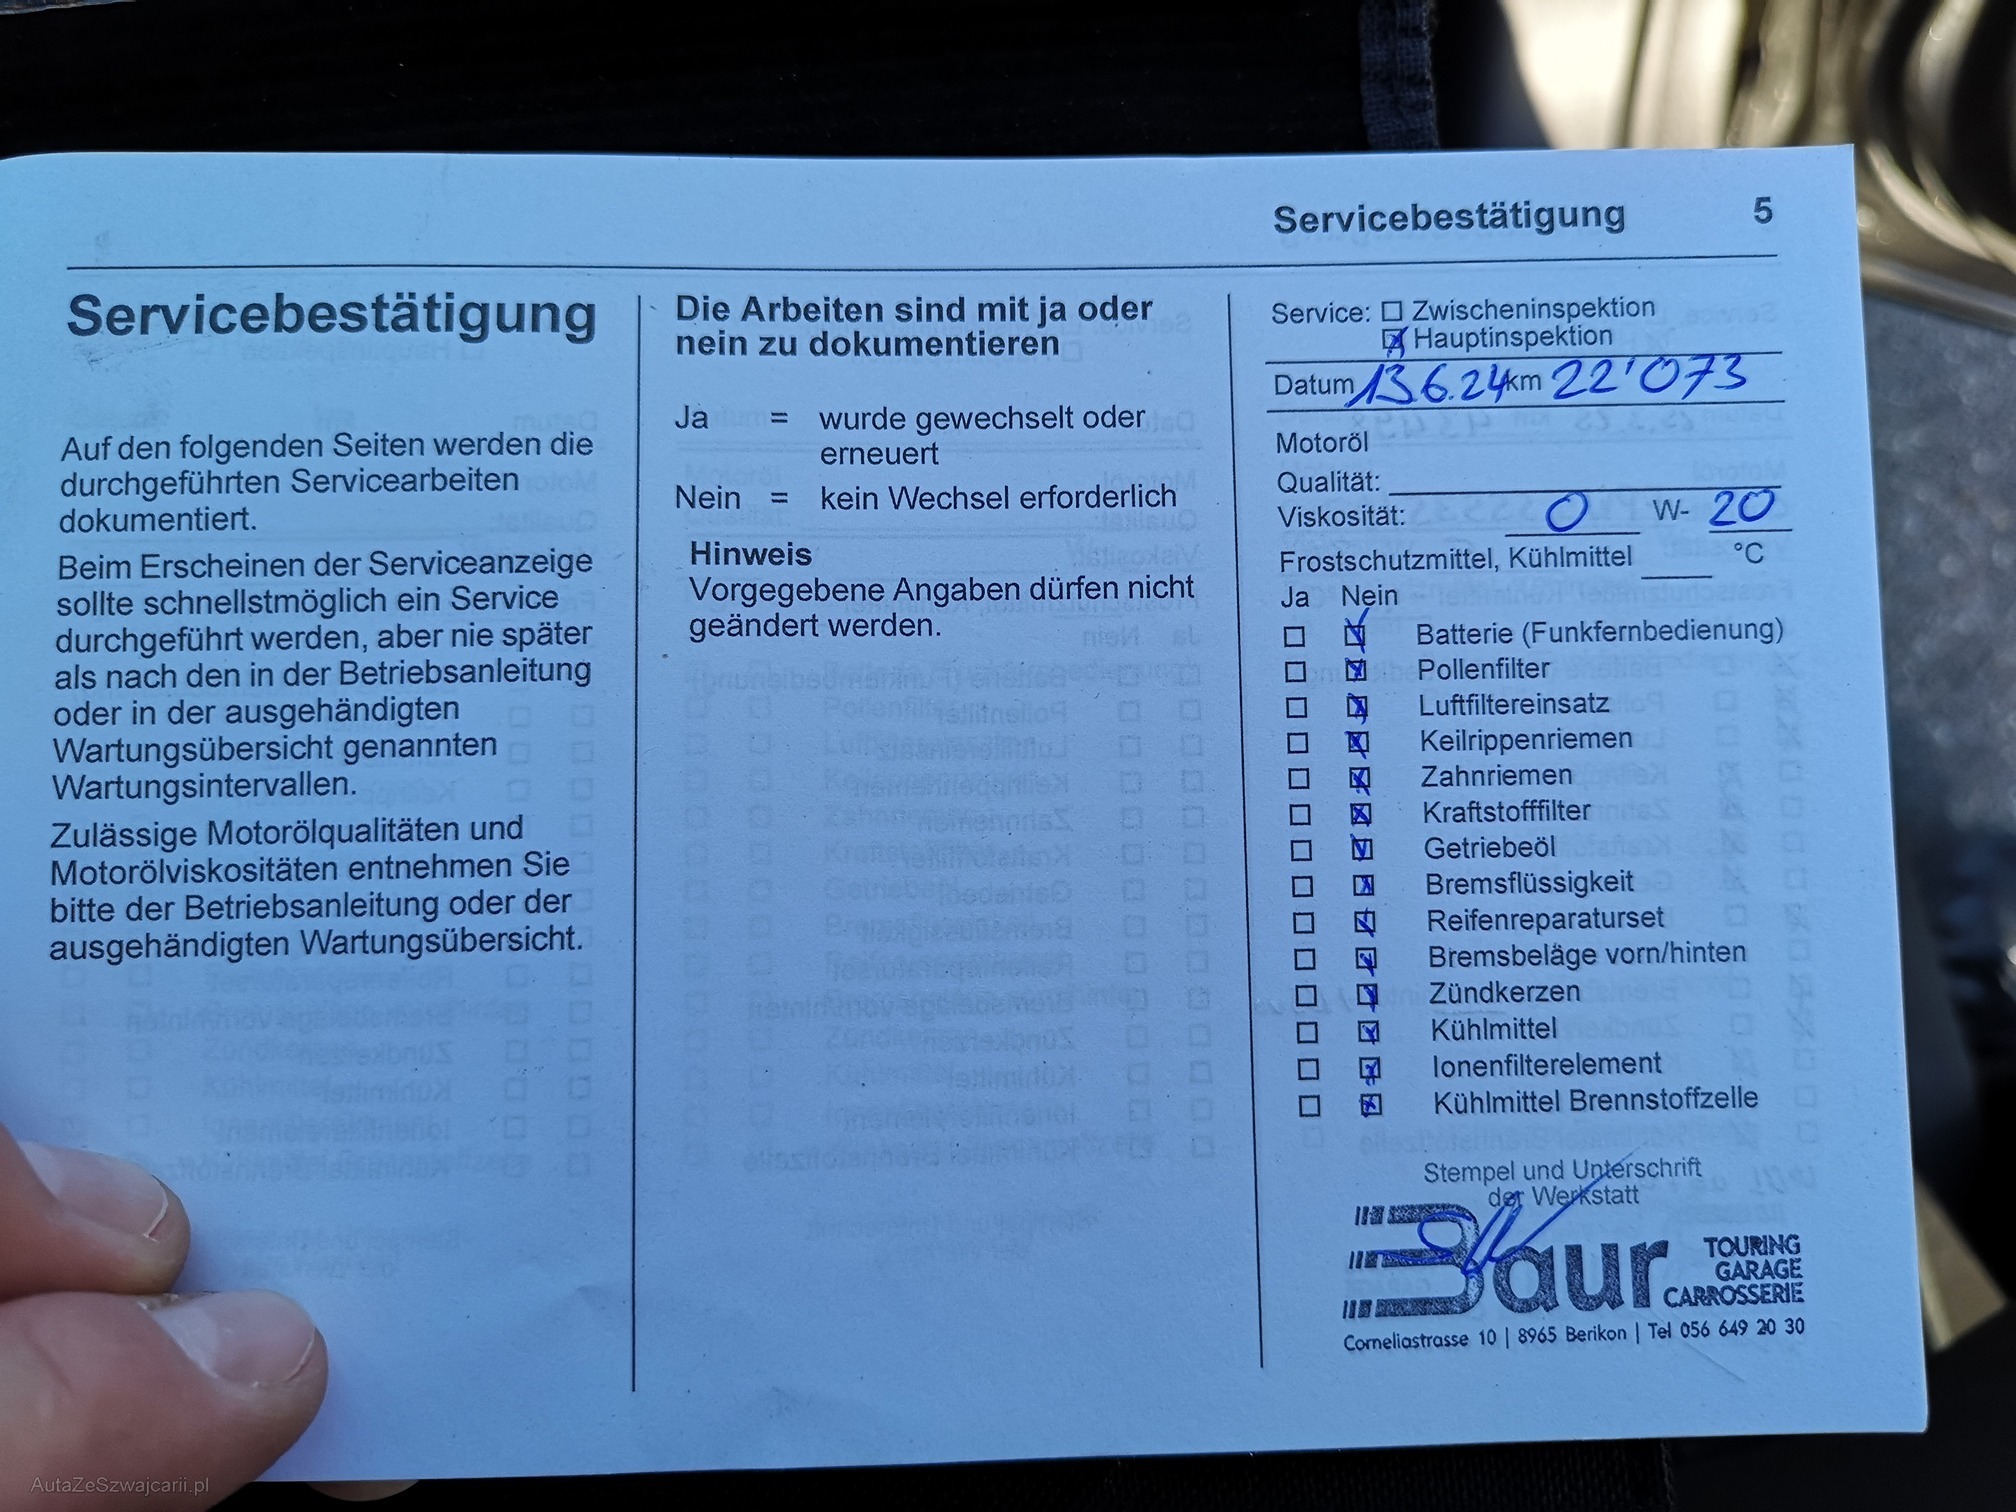 Servicebestätigung 5
Servicebestätigung
Auf den folgenden Seiten werden die
durchgeführten Servicearbeiten
dokumentiert.
Beim Erscheinen der Serviceanzeige
sollte schnellstmöglich ein Service
durchgeführt werden, aber nie später
als nach den in der Betriebsanleitung
oder in der ausgehändigten
Wartungsübersicht genannten
Wartungsintervallen.
Zulässige Motorölqualitäten und
Motorölviskositäten entnehmen Sie
bitte der Betriebsanleitung oder der
ausgehändigten Wartungsübersicht.
Die Arbeiten sind mit ja oder
nein zu dokumentieren
Ja = wurde gewechselt oder
erneuert
Nein = kein Wechsel erforderlich
Hinweis
Vorgegebene Angaben dürfen nicht
geändert werden.
Service: Zwischeninspektion
Hauptinspektion
Datum 13.6.24 km 22'073
Motoröl
Qualität:
Viskosität: 0 W- 20
Frostschutzmittel, Kühlmittel °C
Ja Nein
Batterie (Funkfernbedienung)
Pollenfilter
Luftfiltereinsatz
Keilrippenriemen
Zahnriemen
Kraftstofffilter
Getriebeöl
Bremsflüssigkeit
Reifenreparaturset
Bremsbeläge vorn/hinten
Zündkerzen
Kühlmittel
Ionenfilterelement
Kühlmittel Brennstoffzelle
Stempel und Unterschrift
der Werkstatt
Baur TOURING
GARAGE
CARROSSERIE
Corneliastrasse 10 | 8965 Berikon | Tel 056 649 20 30
AutaZeSzwajcarii.pl